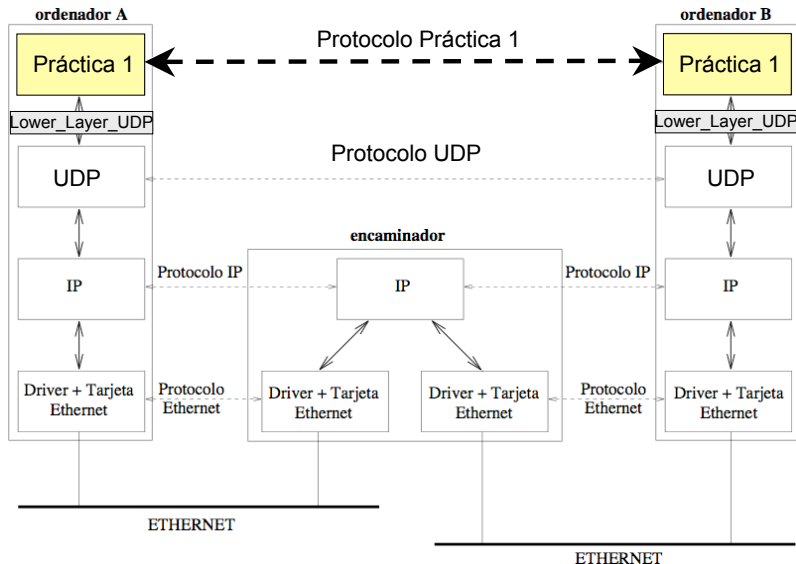 ordenador A
ordenador B
Protocolo Práctica 1
Práctica 1
Práctica 1
Lower_Layer_UDP
Lower_Layer_UDP
Protocolo UDP
UDP
UDP
encaminador
Protocolo IP
Protocolo IP
IP
IP
IP
Driver + Tarjeta
Ethernet
Protocolo
Ethernet
Driver + Tarjeta
Ethernet
Driver + Tarjeta
Ethernet
Protocolo
Ethernet
Driver + Tarjeta
Ethernet
ETHERNET
ETHERNET